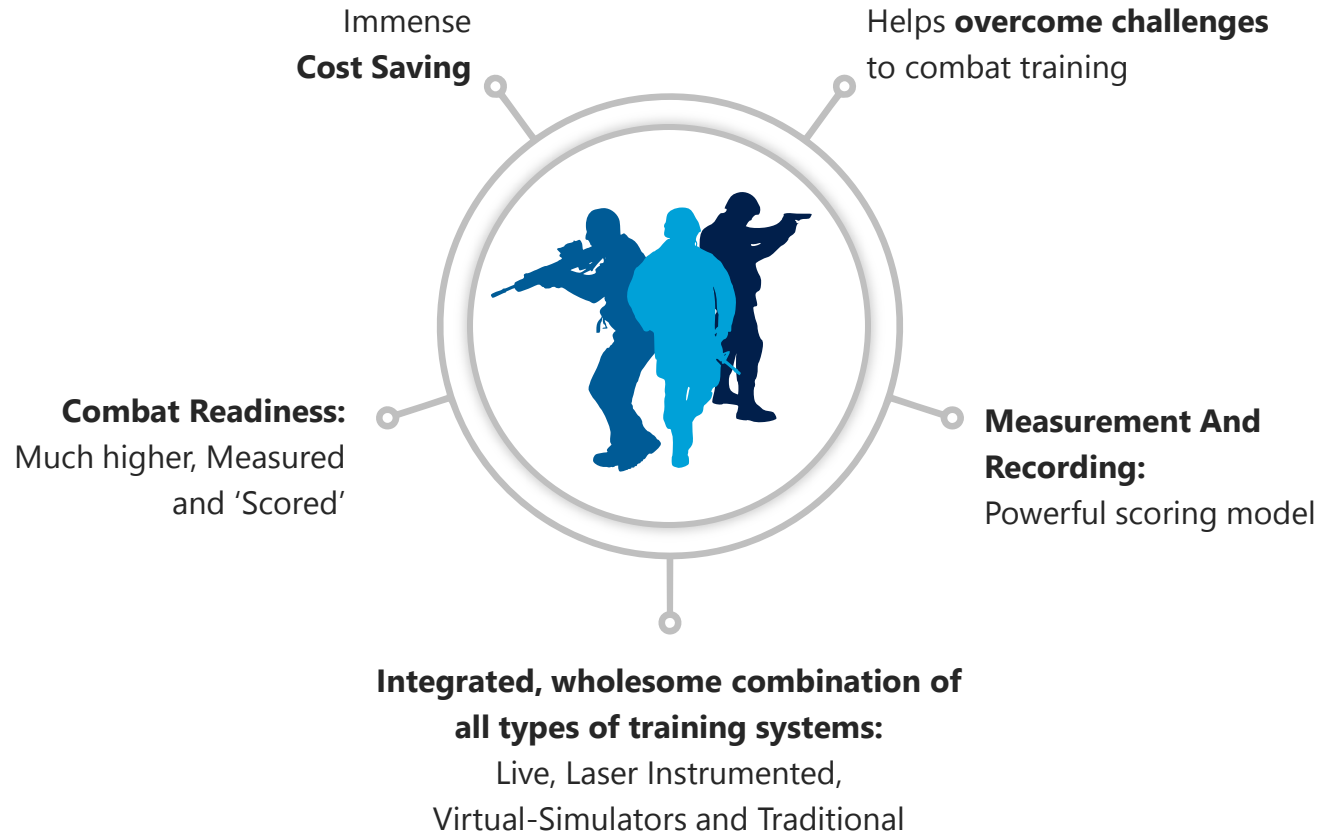 Immense
Cost Saving
Helps overcome challenges
to combat training
Combat Readiness:
Much higher, Measured
and ‘Scored’
Measurement And
Recording:
Powerful scoring model
Integrated, wholesome combination of
all types of training systems:
Live, Laser Instrumented,
Virtual-Simulators and Traditional